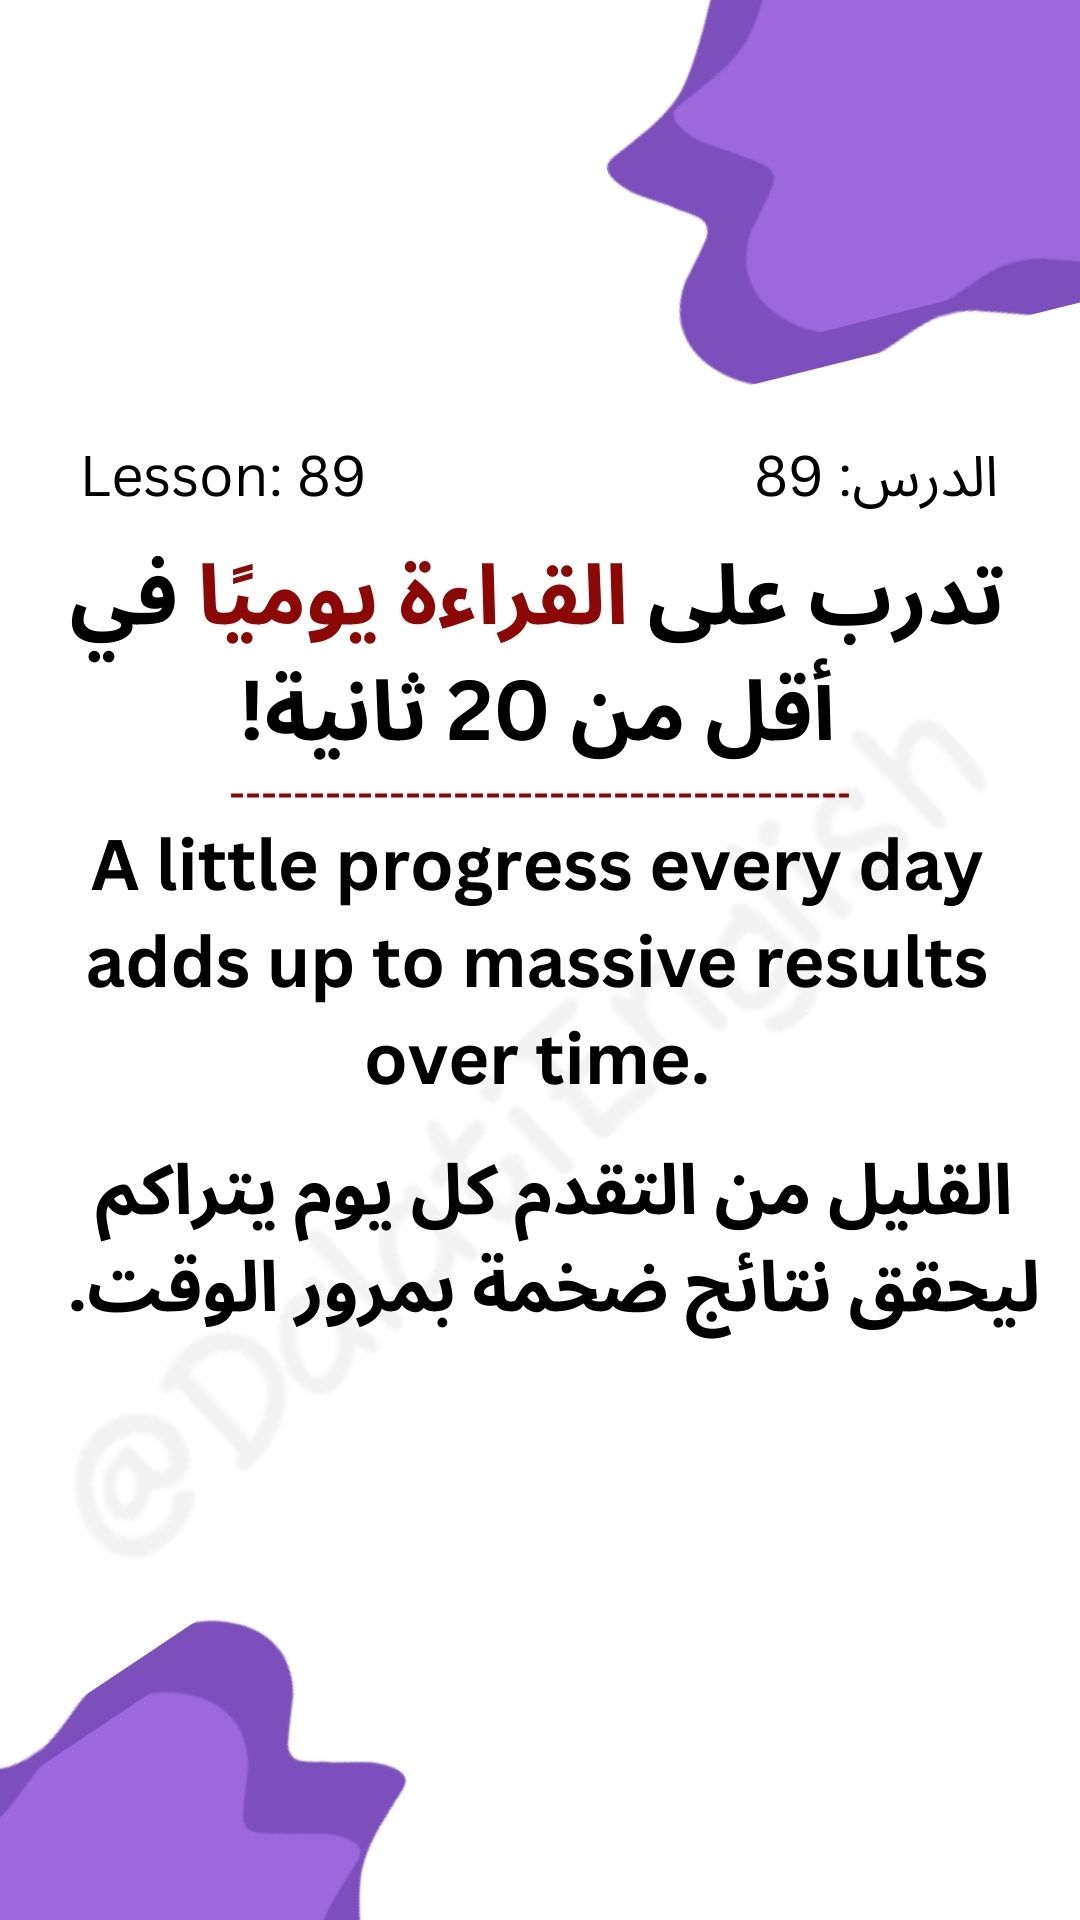 Lesson: 89
الدرس: 89
تدرب على القراءة يوميًا في
أقل من 20 ثانية!
---------------------------------------
A little progress every day
adds up to massive results
over time.
القليل من التقدم كل يوم يتراكم
ليحقق نتائج ضخمة بمرور الوقت.
@DalatiEnglish